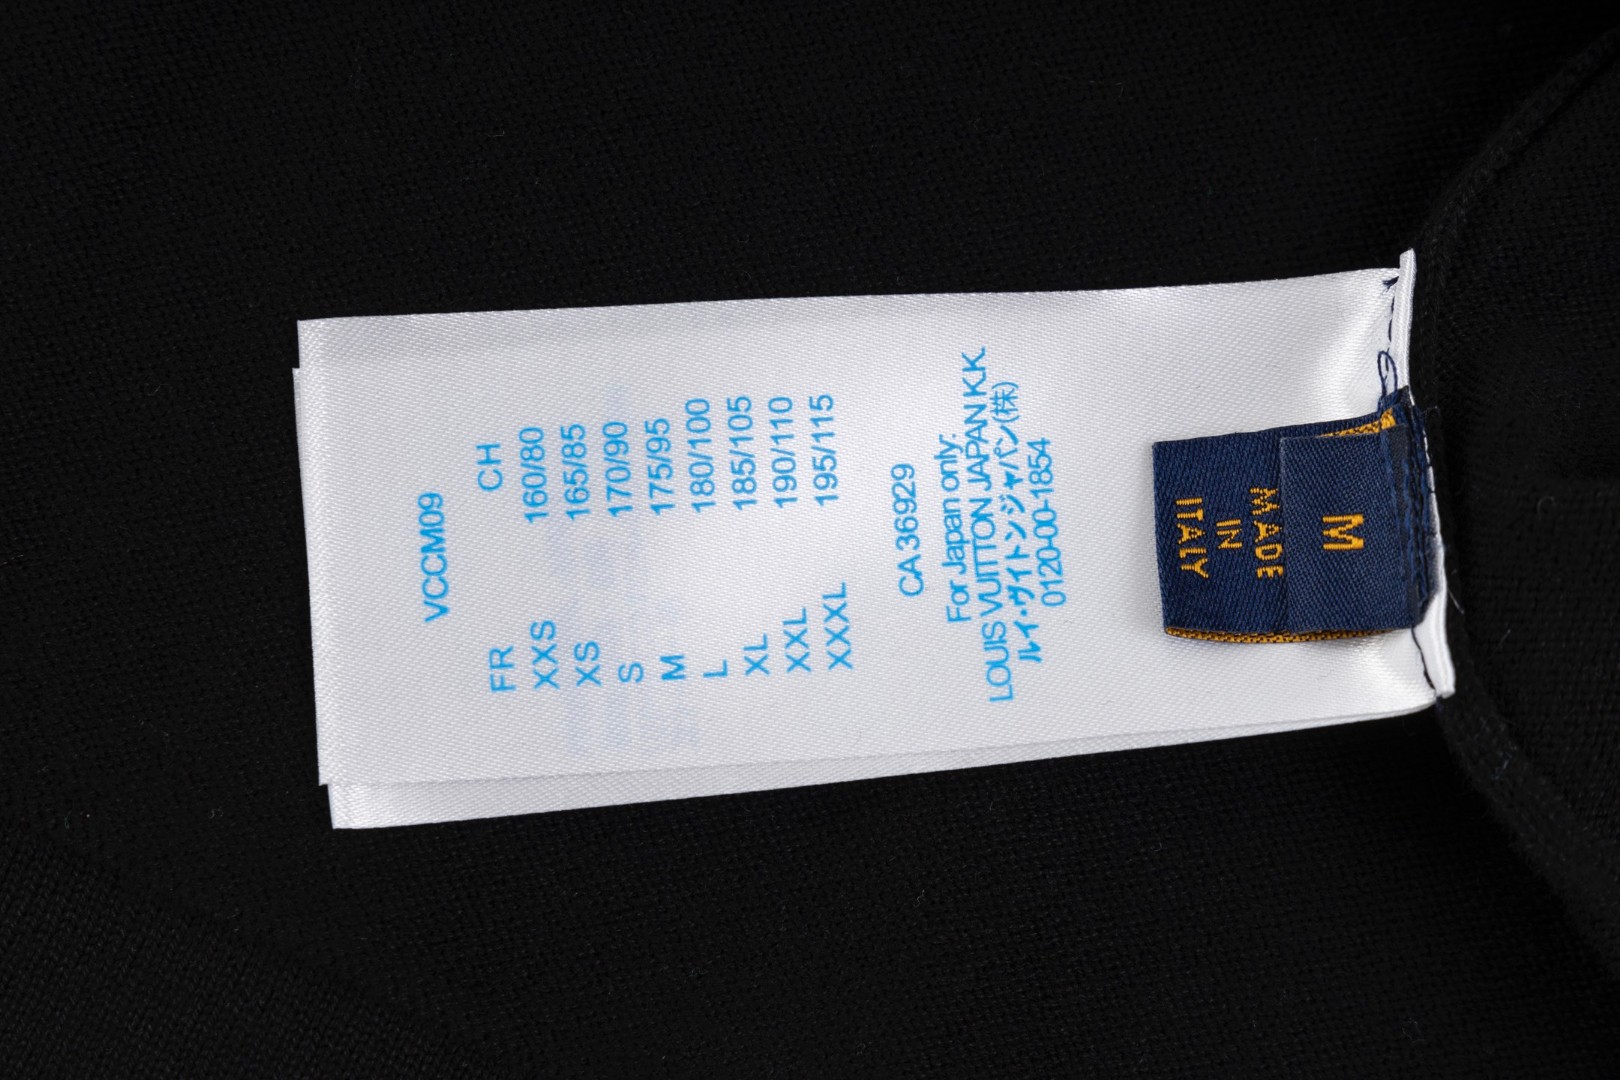 VCCM09
FR CH
XXS 160/80
XS 165/85
S 170/90
M 175/95
L 180/100
XL 185/105
XXL 190/110
XXXL 195/115
CA36929
For Japan only:
LOUIS VUITTON JAPAN K.K.
ルイ・ヴィトンジャパン(株)
0120-00-1854
M
MADE
IN
ITALY